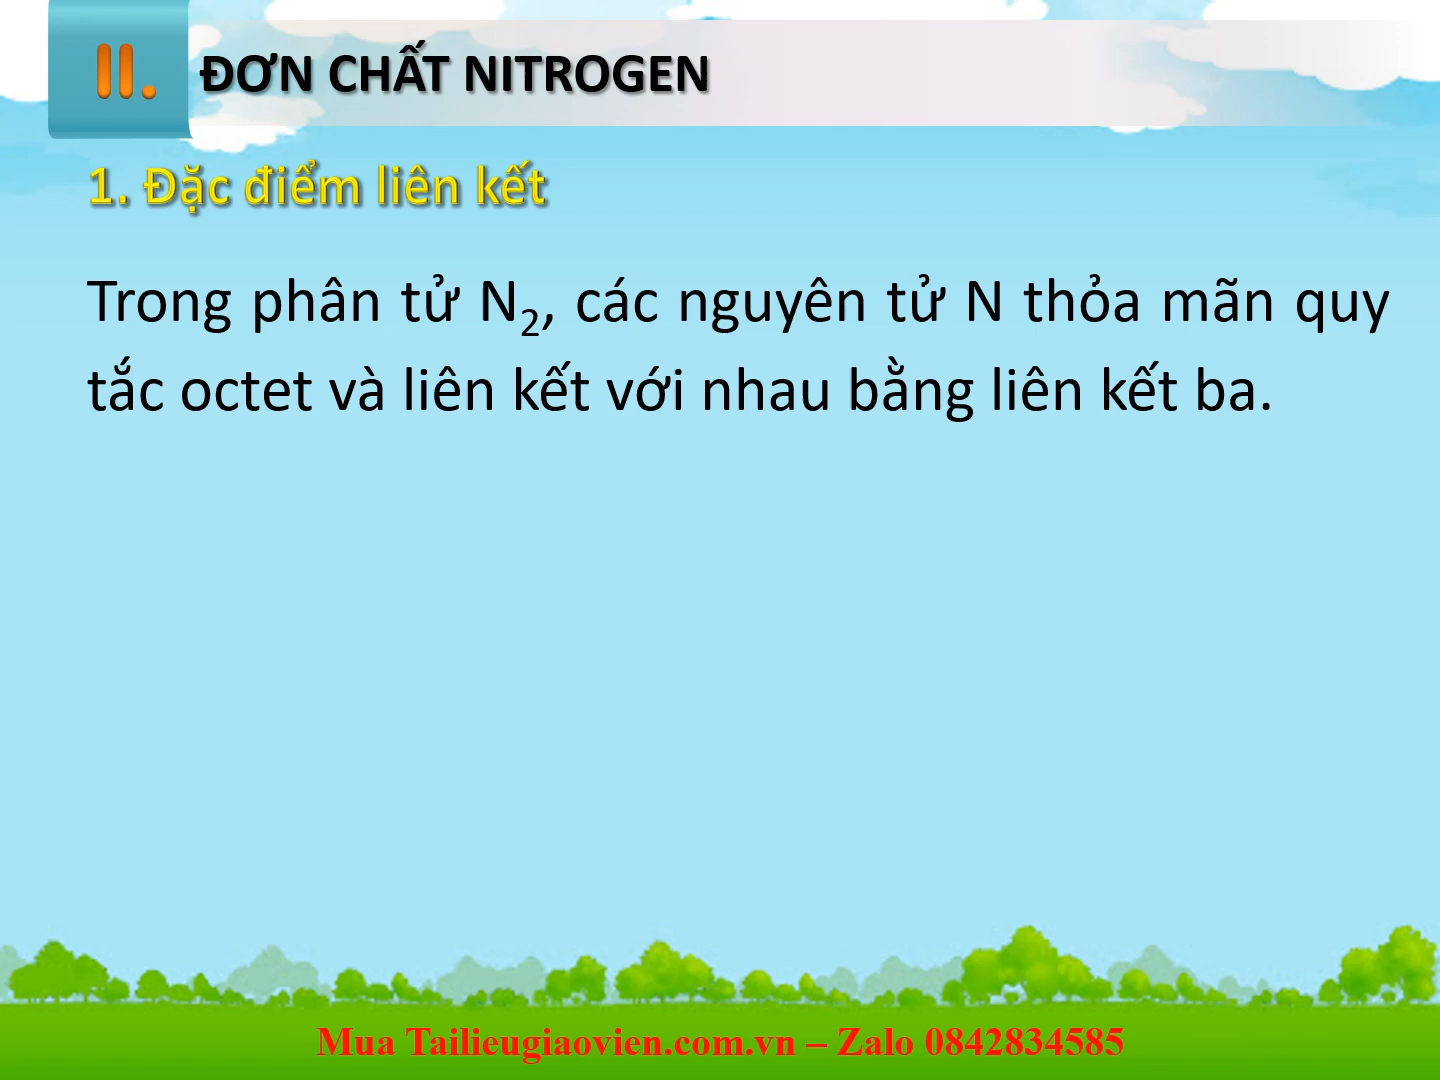 II. ĐƠN CHẤT NITROGEN
1. Đặc điểm liên kết
Trong phân tử N₂, các nguyên tử N thỏa mãn quy
tắc octet và liên kết với nhau bằng liên kết ba.
Mua Tailieugiaovien.com.vn – Zalo 0842834585